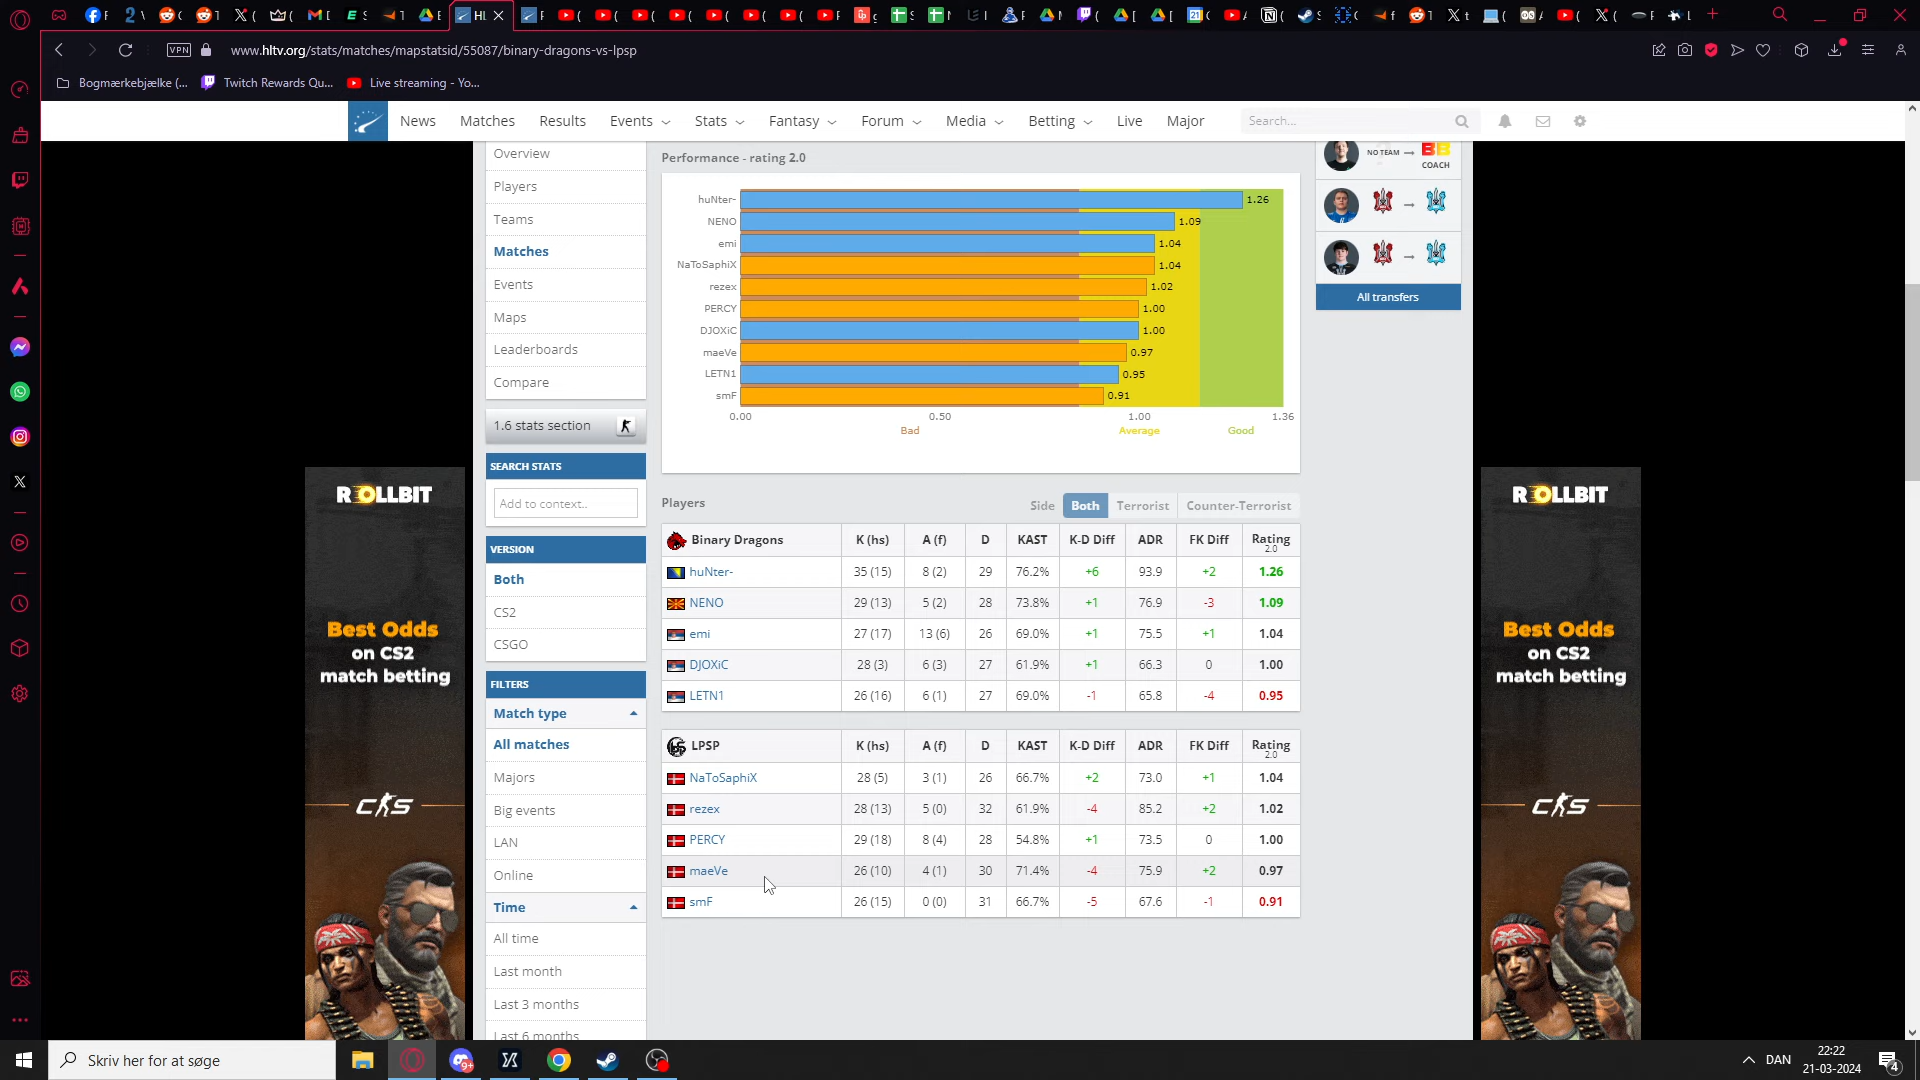 VPN
www.hltv.org/stats/matches/mapstatsid/55087/binary-dragons-vs-lpsp
Bogmærkebjælke (...
Twitch Rewards Qu...
Live streaming - Yo...
News
Matches
Results
Events
Stats
Fantasy
Forum
Media
Betting
Live
Major
Search...
Overview
Players
Teams
Matches
Events
Maps
Leaderboards
Compare
1.6 stats section
SEARCH STATS
Add to context..
VERSION
Both
CS2
CSGO
FILTERS
Match type
All matches
Majors
Big events
LAN
Online
Time
All time
Last month
Last 3 months
Last 6 months
Performance - rating 2.0
huNter- 1.26
NENO 1.09
emi 1.04
NaToSaphiX 1.04
rezex 1.02
PERCY 1.00
DJOXiC 1.00
maeVe 0.97
LETN1 0.95
smF 0.91
0.00 0.50 1.00 1.36
Bad Average Good
Players
Side Both Terrorist Counter-Terrorist
Binary Dragons K (hs) A (f) D KAST K-D Diff ADR FK Diff Rating 2.0
huNter- 35 (15) 8 (2) 29 76.2% +6 93.9 +2 1.26
NENO 29 (13) 5 (2) 28 73.8% +1 76.9 -3 1.09
emi 27 (17) 13 (6) 26 69.0% +1 75.5 +1 1.04
DJOXiC 28 (3) 6 (3) 27 61.9% +1 66.3 0 1.00
LETN1 26 (16) 6 (1) 27 69.0% -1 65.8 -4 0.95
LPSP K (hs) A (f) D KAST K-D Diff ADR FK Diff Rating 2.0
NaToSaphiX 28 (5) 3 (1) 26 66.7% +2 73.0 +1 1.04
rezex 28 (13) 5 (0) 32 61.9% -4 85.2 +2 1.02
PERCY 29 (18) 8 (4) 28 54.8% +1 73.5 0 1.00
maeVe 26 (10) 4 (1) 30 71.4% -4 75.9 +2 0.97
smF 26 (15) 0 (0) 31 66.7% -5 67.6 -1 0.91
NO TEAM
COACH
All transfers
ROLLBIT
Best Odds
on CS2
match betting
CS
ROLLBIT
Best Odds
on CS2
match betting
CS
Skriv her for at søge
9+
DAN
22:22
21-03-2024
4